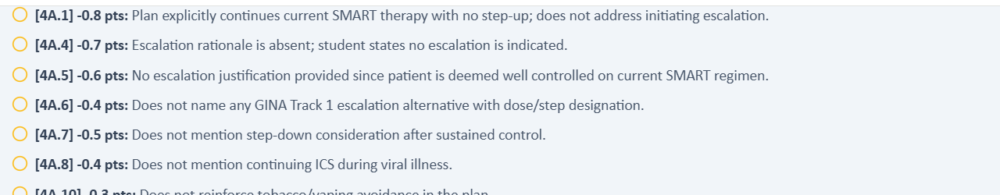 [4A.1] -0.8 pts: Plan explicitly continues current SMART therapy with no step-up; does not address initiating escalation.
[4A.4] -0.7 pts: Escalation rationale is absent; student states no escalation is indicated.
[4A.5] -0.6 pts: No escalation justification provided since patient is deemed well controlled on current SMART regimen.
[4A.6] -0.4 pts: Does not name any GINA Track 1 escalation alternative with dose/step designation.
[4A.7] -0.5 pts: Does not mention step-down consideration after sustained control.
[4A.8] -0.4 pts: Does not mention continuing ICS during viral illness.
[4A.10] -0.3 pts: Does not reinforce tobacco/vaping avoidance in the plan.